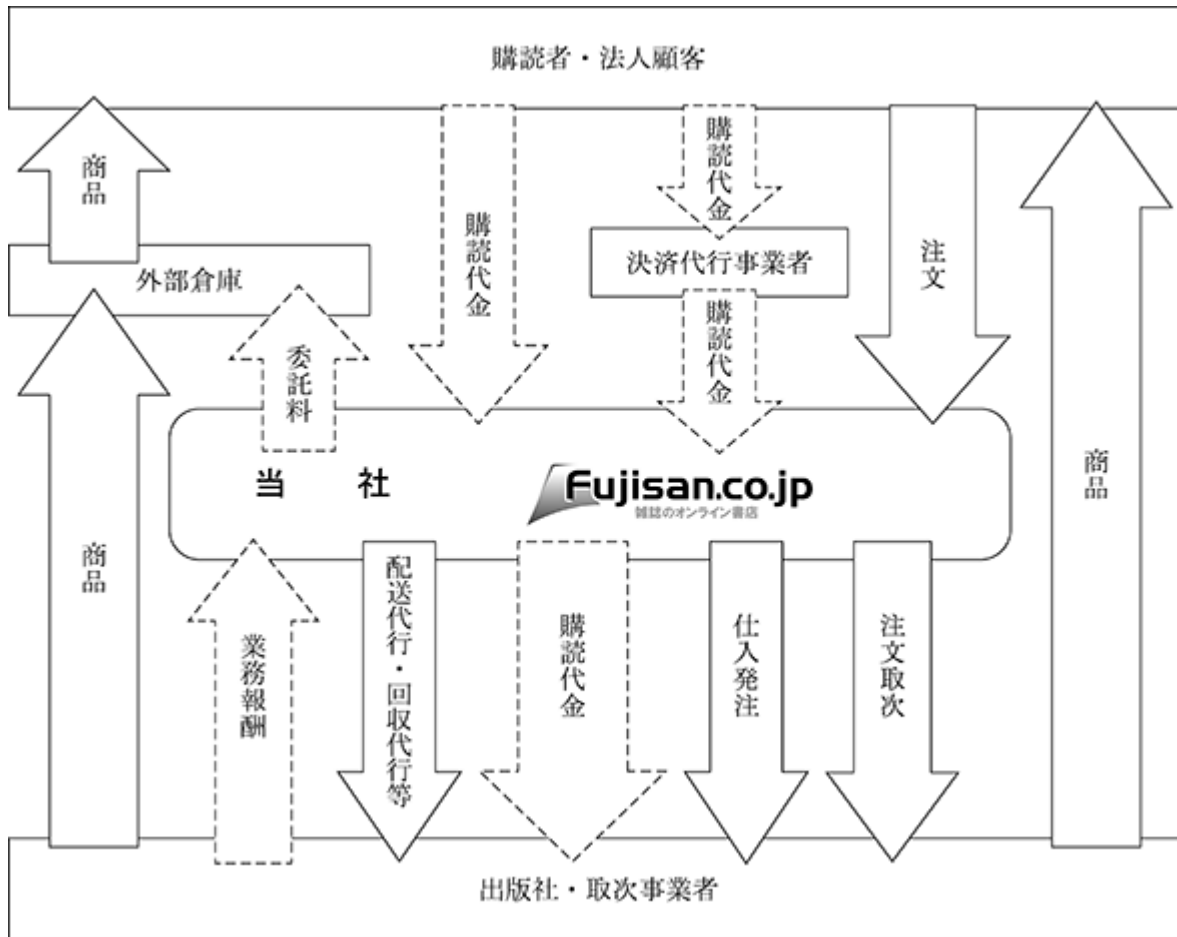 購読者・法人顧客
商品
購読代金
購読代金
注文
外部倉庫
決済代行事業者
委託料
購読代金
商品
商品
当社
Fujisan.co.jp
雑誌のオンライン書店
業務報酬
配送代行・回収代行等
購読代金
仕入発注
注文取次
出版社・取次事業者